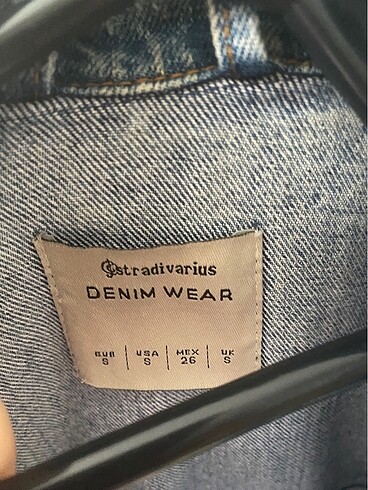 stradivarius
DENIM WEAR
EUR USA MEX UK
S S 26 S